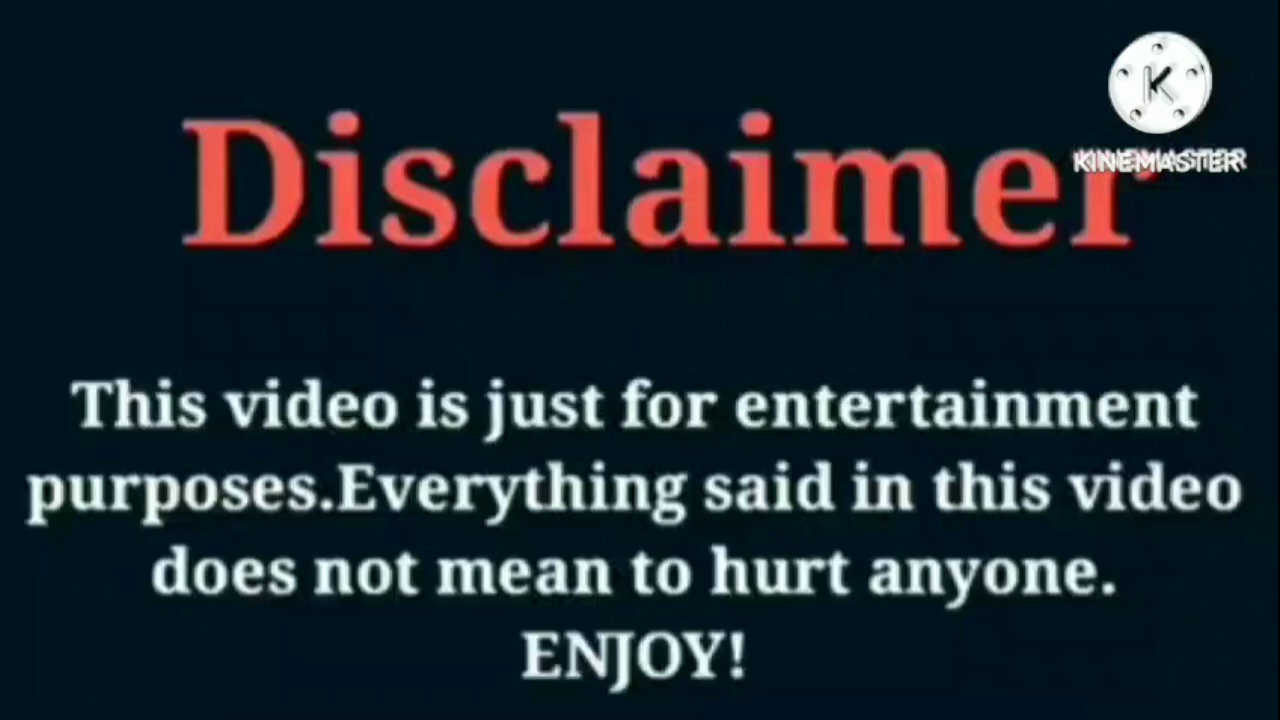 K
KINEMASTER
Disclaimer
This video is just for entertainment
purposes.Everything said in this video
does not mean to hurt anyone.
ENJOY!